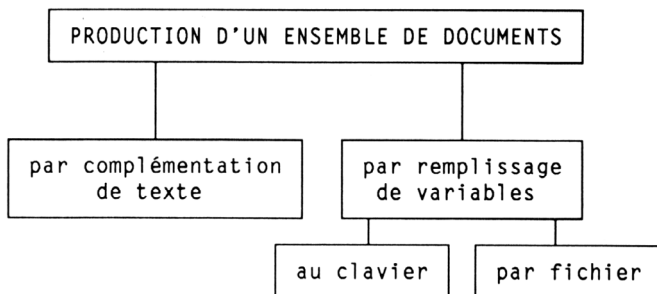 PRODUCTION D'UN ENSEMBLE DE DOCUMENTS
par complémentation
de texte
par remplissage
de variables
au clavier
par fichier